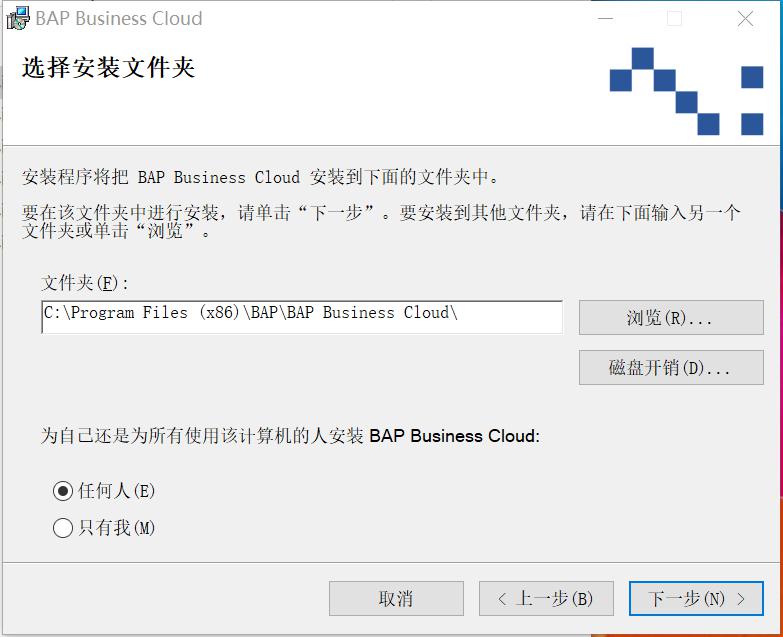 BAP Business Cloud
选择安装文件夹
安装程序将把 BAP Business Cloud 安装到下面的文件夹中。
要在该文件夹中进行安装，请单击“下一步”。要安装到其他文件夹，请在下面输入另一个
文件夹或单击“浏览”。
文件夹(F):
C:\Program Files (x86)\BAP\BAP Business Cloud\
浏览(R)...
磁盘开销(D)...
为自己还是为所有使用该计算机的人安装 BAP Business Cloud:
任何人(E)
只有我(M)
取消
< 上一步(B)
下一步(N) >